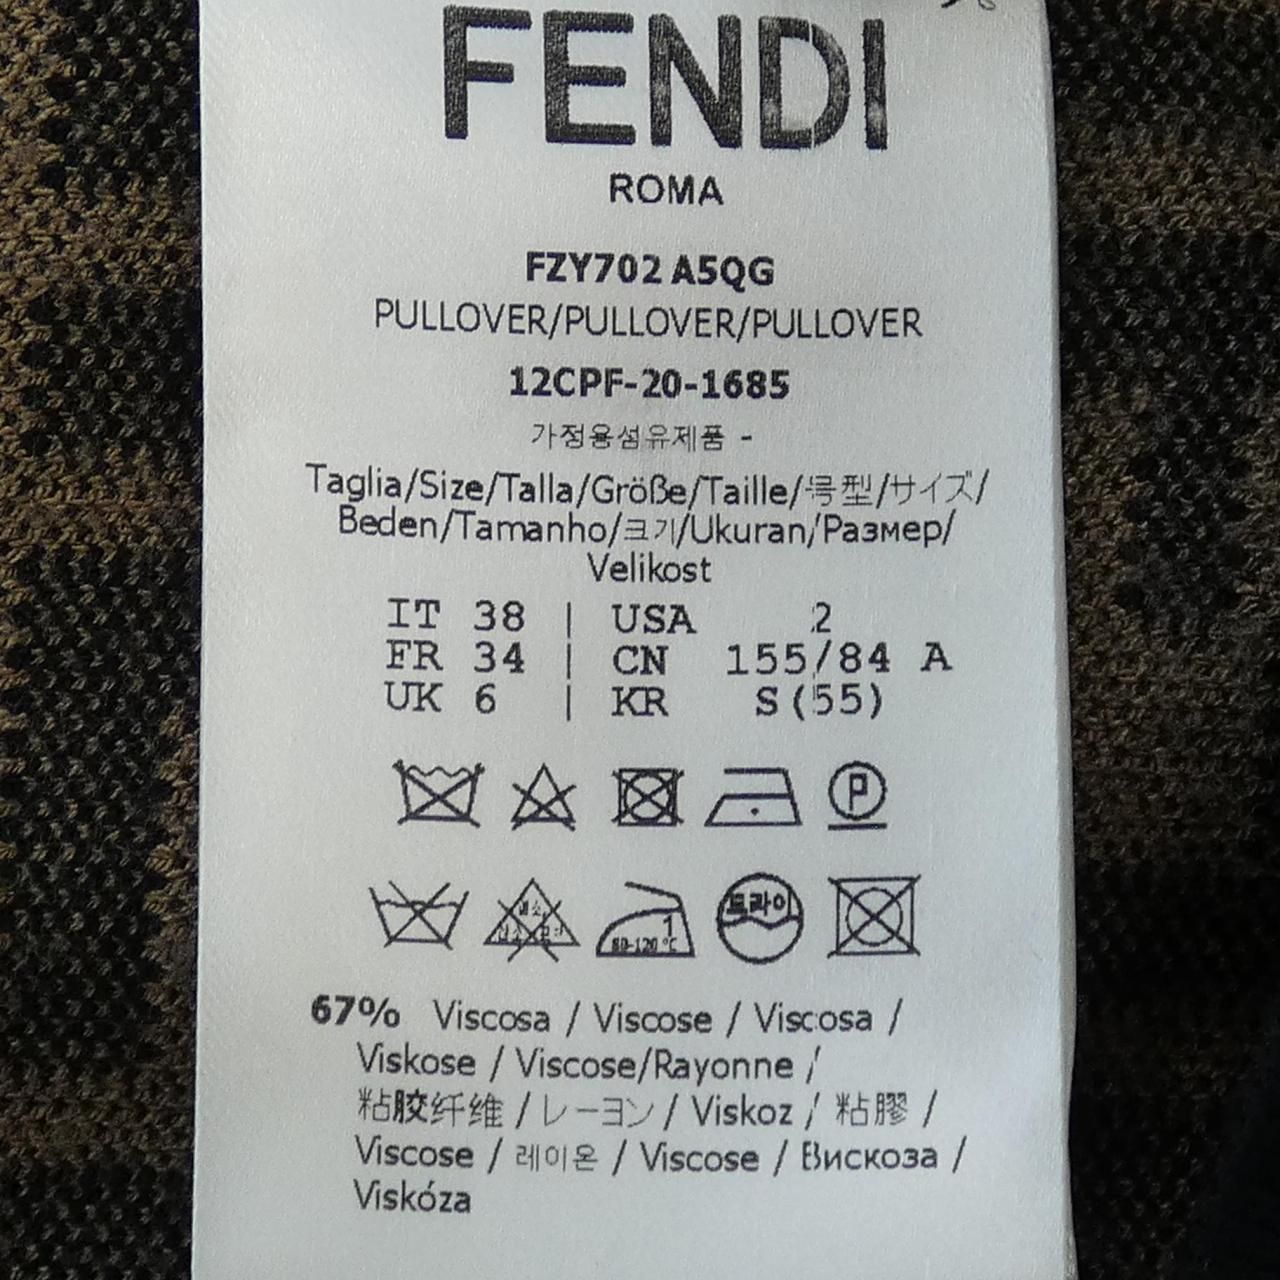 FENDI
ROMA
FZY702 A5QG
PULLOVER/PULLOVER/PULLOVER
12CPF-20-1685
가정용섬유제품 -
Taglia/Size/Talla/Größe/Taille/号型/サイズ/
Beden/Tamanho/크기/Ukuran/Размер/
Velikost
IT 38 | USA 2
FR 34 | CN 155/84 A
UK 6 | KR S(55)
P
1 드라이
80-120 °C
67% Viscosa / Viscose / Viscosa /
Viskose / Viscose/Rayonne /
粘胶纤维 / レーヨン / Viskoz / 粘膠 /
Viscose / 레이온 / Viscose / Вискоза /
Viskóza